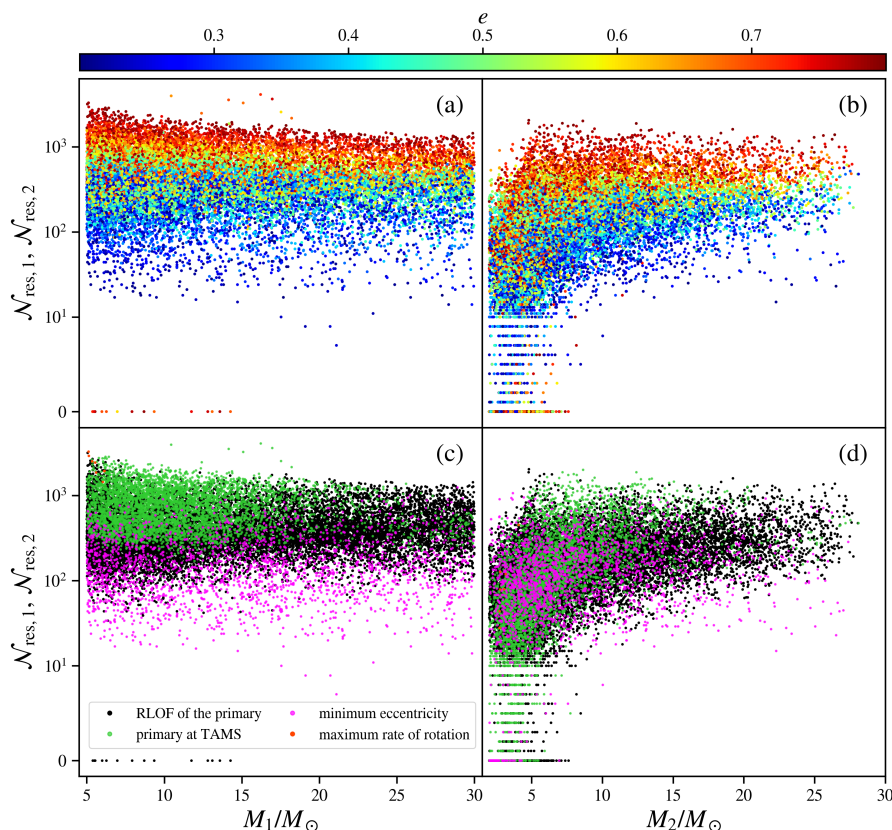 e
0.3 0.4 0.5 0.6 0.7
(a) (b)
10³
10²
10¹
0
𝒩res, 1, 𝒩res, 2
(c) (d)
10³
10²
10¹
0
𝒩res, 1, 𝒩res, 2
RLOF of the primary
primary at TAMS
minimum eccentricity
maximum rate of rotation
5 10 15 20 25 30 5 10 15 20 25 30
M₁/M☉ M₂/M☉